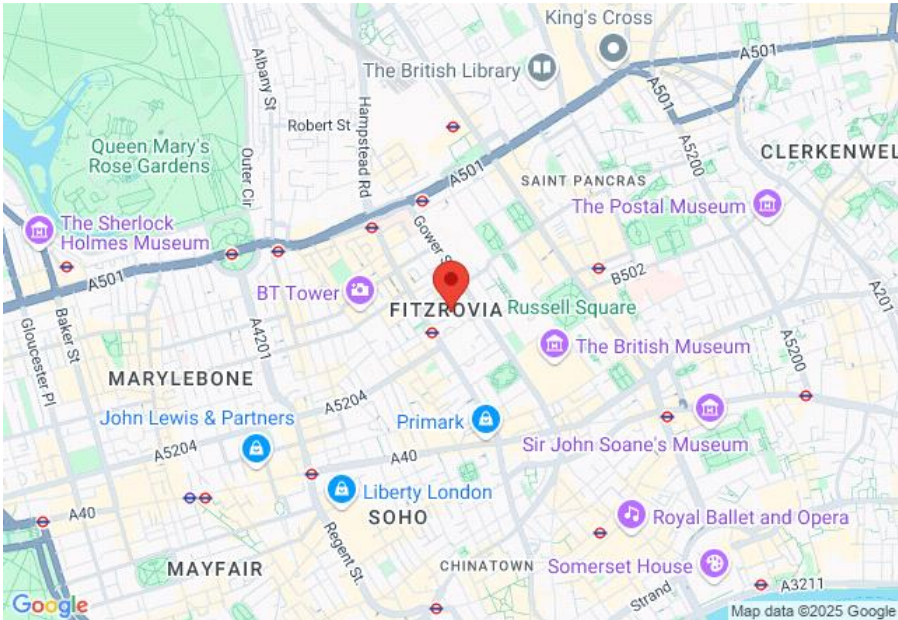 King's Cross
A501
The British Library
A501
Albany St
Hampstead Rd
Robert St
A5200
Queen Mary's
Rose Gardens
Outer Cir
A501
CLERKENWEL
SAINT PANCRAS
The Postal Museum
The Sherlock
Holmes Museum
Gower S
A501
B502
A201
BT Tower
FITZROVIA
Russell Square
Gloucester Pl
Baker St
A4201
The British Museum
A5200
MARYLEBONE
A5204
John Lewis & Partners
Primark
Sir John Soane's Museum
A5204
A40
Liberty London
SOHO
A40
Regent St.
Royal Ballet and Opera
MAYFAIR
CHINATOWN
Somerset House
Strand
A3211
Google
Map data ©2025 Google